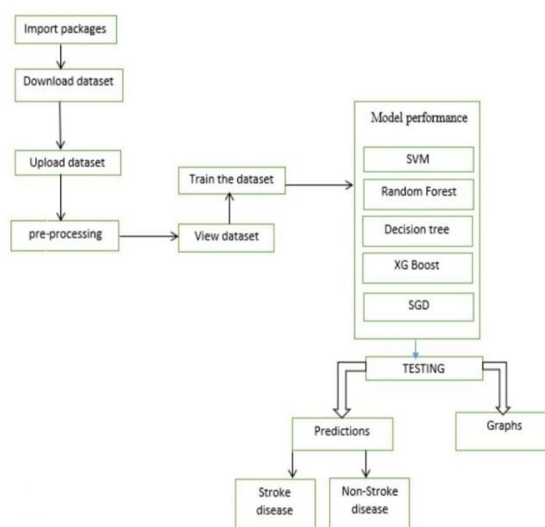 Import packages
Download dataset
Upload dataset
pre-processing
View dataset
Train the dataset
Model performance
SVM
Random Forest
Decision tree
XG Boost
SGD
TESTING
Predictions
Graphs
Stroke
disease
Non-Stroke
disease